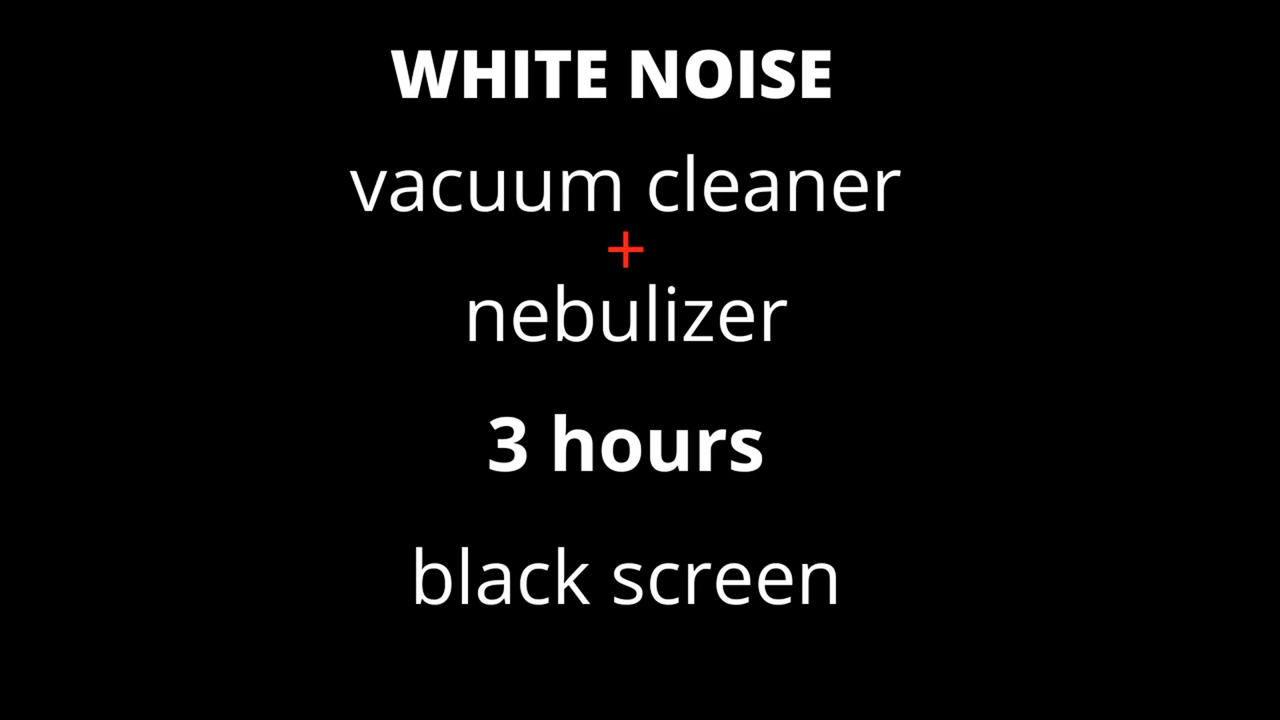 WHITE NOISE
vacuum cleaner
+
nebulizer
3 hours
black screen